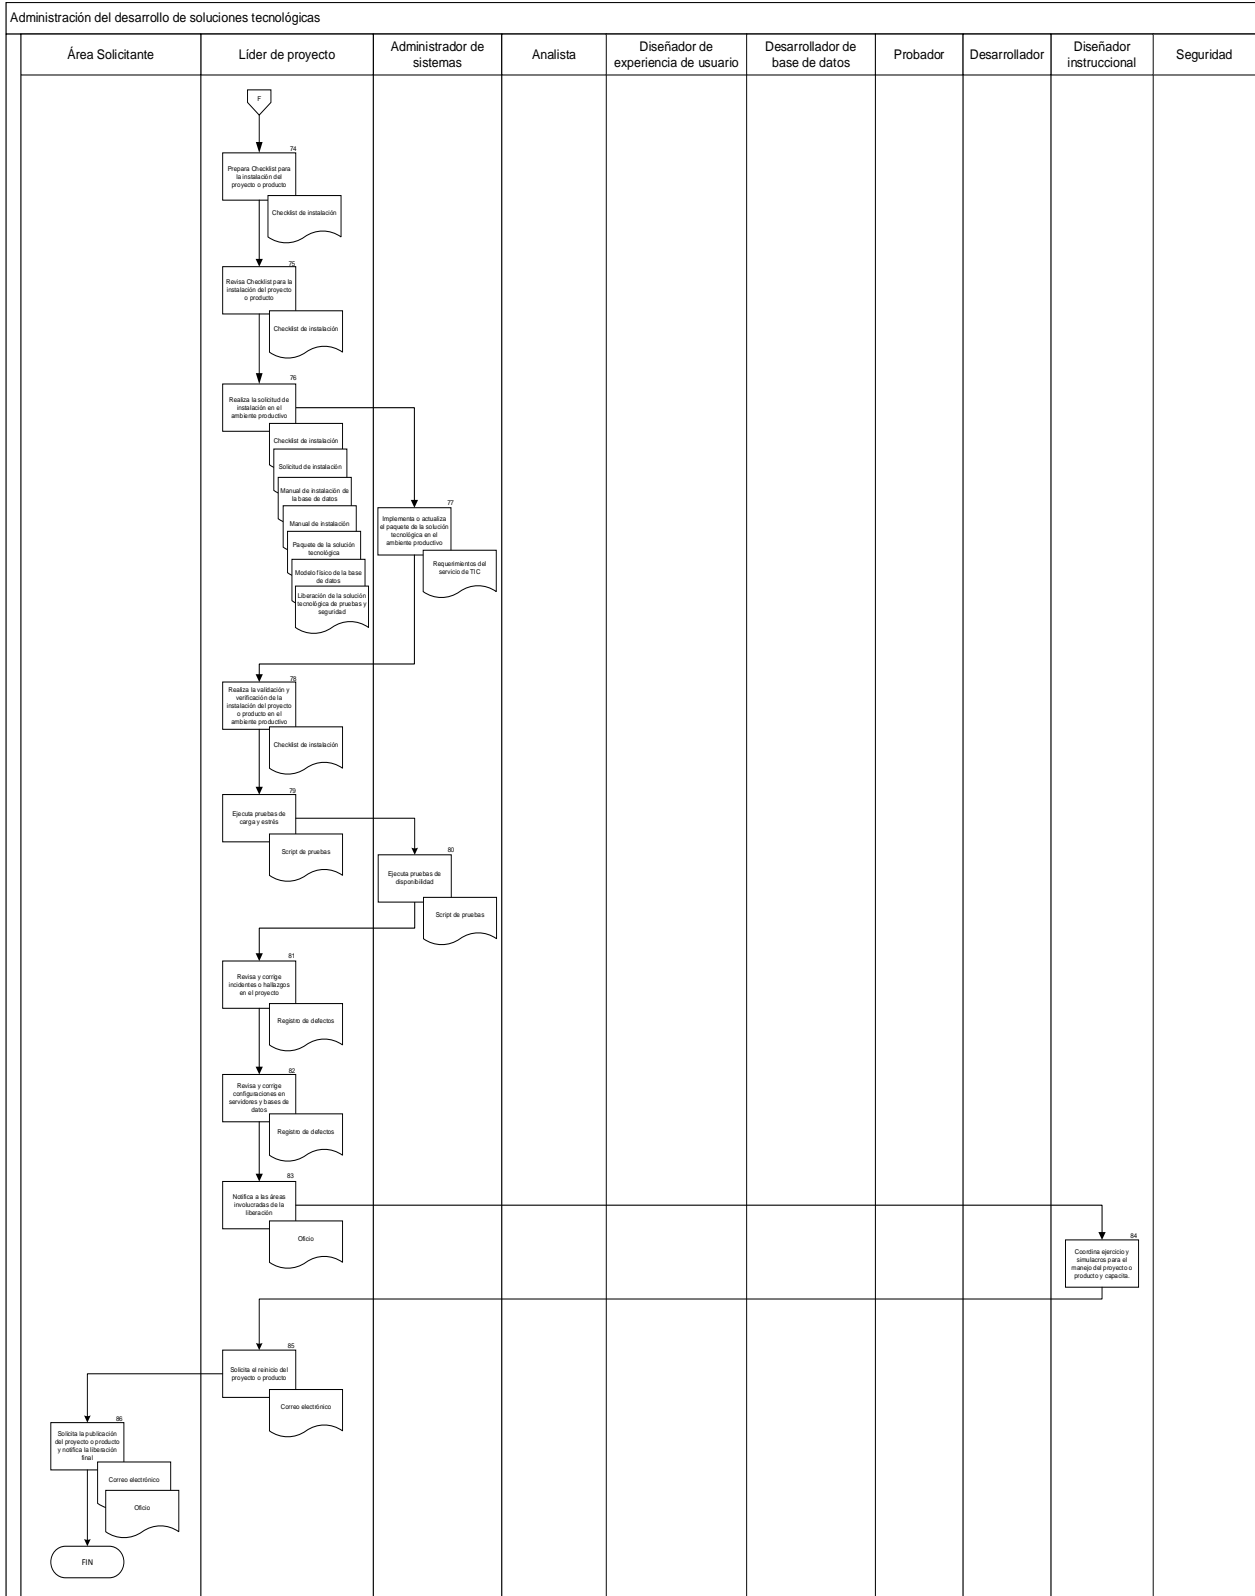 Administración del desarrollo de soluciones tecnológicas
Área Solicitante
Líder de proyecto
Administrador de
sistemas
Analista
Diseñador de
experiencia de usuario
Desarrollador de
base de datos
Probador
Desarrollador
Diseñador
instruccional
Seguridad
F
74
Prepara Checklist para
la instalación del
proyecto o producto
Checklist de instalación
75
Revisa Checklist para la
instalación del proyecto
o producto
Checklist de instalación
76
Realiza la solicitud de
instalación en el
ambiente productivo
Checklist de instalación
Solicitud de instalación
Manual de instalación de
la base de datos
Manual de instalación
Paquete de la solución
tecnológica
Modelo físico de la base
de datos
Liberación de la solución
tecnológica de pruebas y
seguridad
77
Implementa o actualiza
el paquete de la solución
tecnológica en el
ambiente productivo
Requerimientos del
servicio de TIC
78
Realiza la validación y
verificación de la
instalación del proyecto
o producto en el
ambiente productivo
Checklist de instalación
79
Ejecuta pruebas de
carga y estrés
Script de pruebas
80
Ejecuta pruebas de
disponibilidad
Script de pruebas
81
Revisa y corrige
incidentes o hallazgos
en el proyecto
Registro de defectos
82
Revisa y corrige
configuraciones en
servidores y bases de
datos
Registro de defectos
83
Notifica a las áreas
involucradas de la
liberación
Oficio
84
Coordina ejercicio y
simulacros para el
manejo del proyecto o
producto y capacita.
85
Solicita el reinicio del
proyecto o producto
Correo electrónico
86
Solicita la publicación
del proyecto o producto
y notifica la liberación
final
Correo electrónico
Oficio
FIN